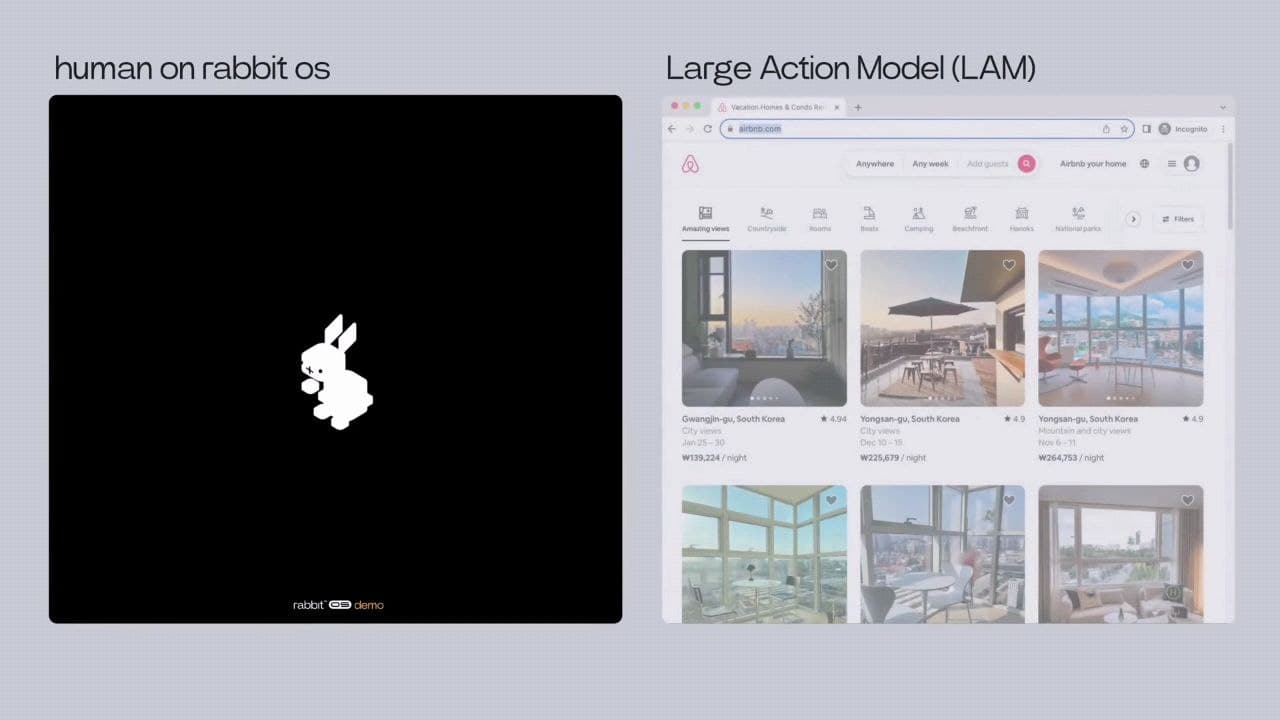 human on rabbit os
rabbit™ OS demo
Large Action Model (LAM)
Vacation Homes & Condo Re
airbnb.com
Incognito
Anywhere Any week Add guests Airbnb your home
Amazing views Countryside Rooms Boats Camping Beachfront Hanoks National parks Filters
Gwangjin-gu, South Korea 4.94
City views
Jan 25 – 30
₩139,224 / night
Yongsan-gu, South Korea 4.9
City views
Dec 10 – 15
₩225,679 / night
Yongsan-gu, South Korea 4.9
Mountain and city views
Nov 6 – 11
₩264,753 / night